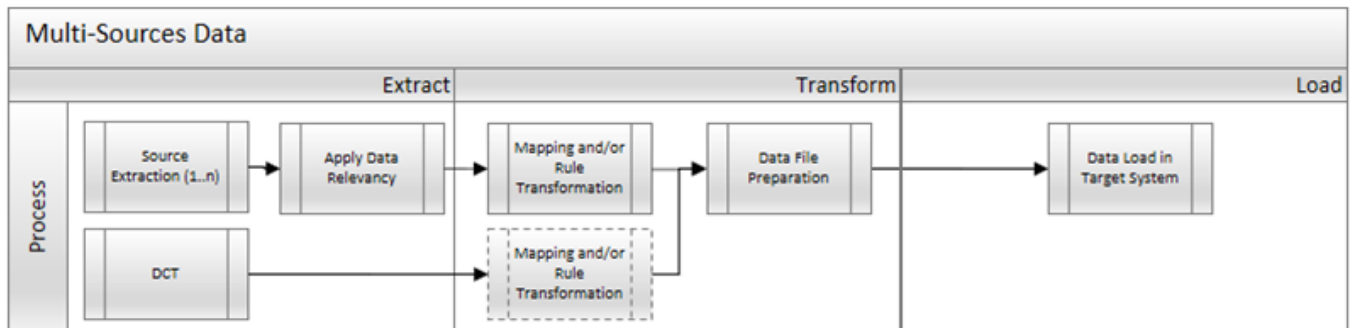 Multi-Sources Data
Extract
Transform
Load
Process
Source
Extraction (1..n)
Apply Data
Relevancy
Mapping and/or
Rule
Transformation
Data File
Preparation
Data Load in
Target System
DCT
Mapping and/or
Rule
Transformation